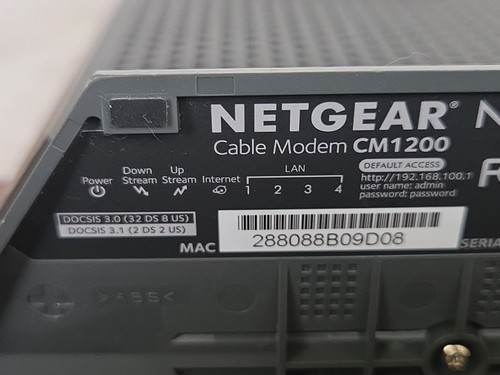 NETGEAR®
Cable Modem CM1200
DEFAULT ACCESS
http://192.168.100.1
user name: admin
password: password
Power
Down Stream
Up Stream
Internet
LAN
1 2 3 4
DOCSIS 3.0 (32 DS 8 US)
DOCSIS 3.1 (2 DS 2 US)
MAC
288088B09D08
>ABS<